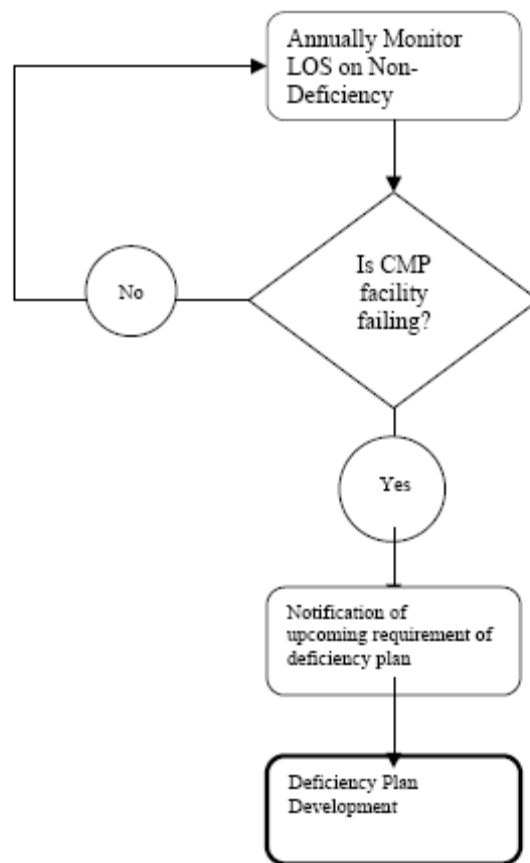 Annually Monitor
LOS on Non-
Deficiency
Is CMP
facility
failing?
No
Yes
Notification of
upcoming requirement of
deficiency plan
Deficiency Plan
Development